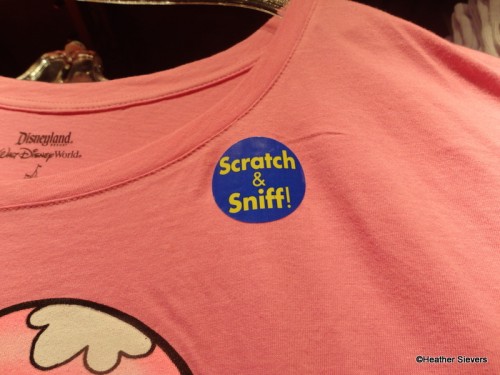 Disneyland
Walt Disney World®
Scratch
&
Sniff!
©Heather Sievers